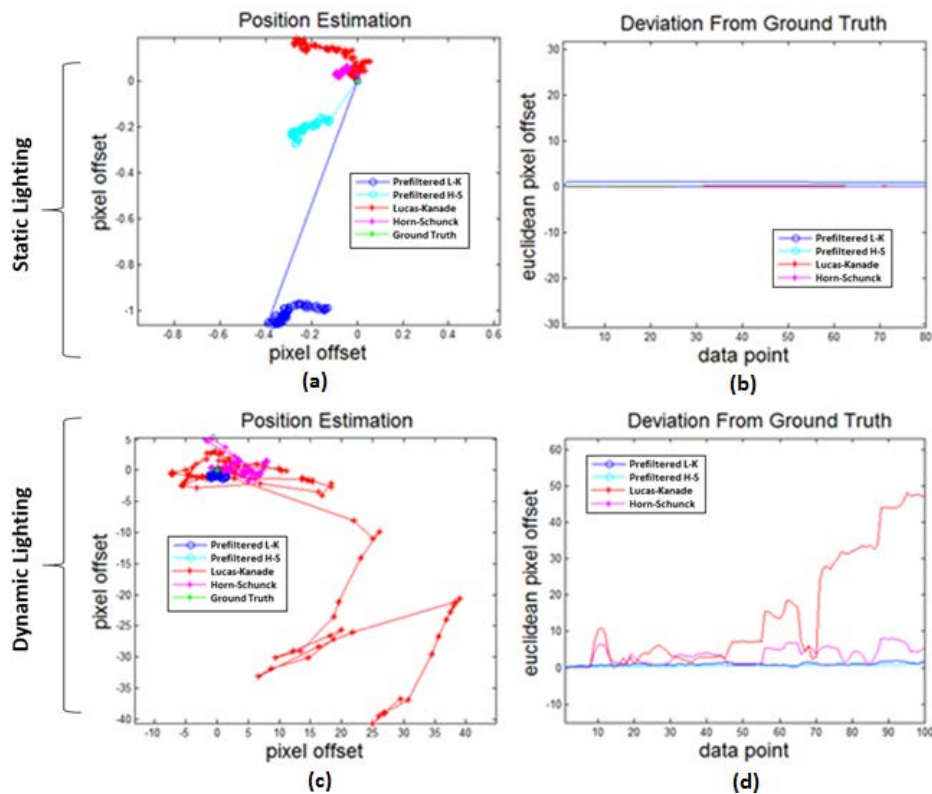 Static Lighting
Position Estimation
pixel offset
0
-0.2
-0.4
-0.6
-0.8
-1
Prefiltered L-K
Prefiltered H-S
Lucas-Kanade
Horn-Schunck
Ground Truth
-0.8 -0.6 -0.4 -0.2 0 0.2 0.4 0.6
pixel offset
(a)
Deviation From Ground Truth
euclidean pixel offset
30
20
10
0
-10
-20
-30
Prefiltered L-K
Prefiltered H-S
Lucas-Kanade
Horn-Schunck
10 20 30 40 50 60 70 80
data point
(b)
Dynamic Lighting
Position Estimation
pixel offset
5
0
-5
-10
-15
-20
-25
-30
-35
-40
Prefiltered L-K
Prefiltered H-S
Lucas-Kanade
Horn-Schunck
Ground Truth
-10 -5 0 5 10 15 20 25 30 35 40
pixel offset
(c)
Deviation From Ground Truth
euclidean pixel offset
60
50
40
30
20
10
0
-10
Prefiltered L-K
Prefiltered H-S
Lucas-Kanade
Horn-Schunck
10 20 30 40 50 60 70 80 90 100
data point
(d)